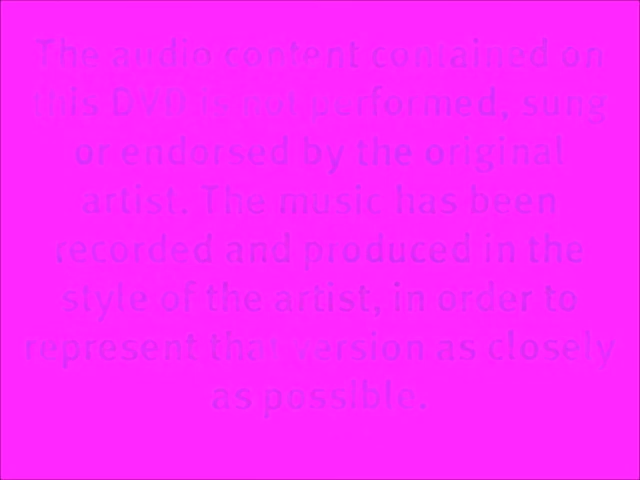 The audio content contained on
this DVD is not performed, sung
or endorsed by the original
artist. The music has been
recorded and produced in the
style of the artist, in order to
represent that version as closely
as possible.